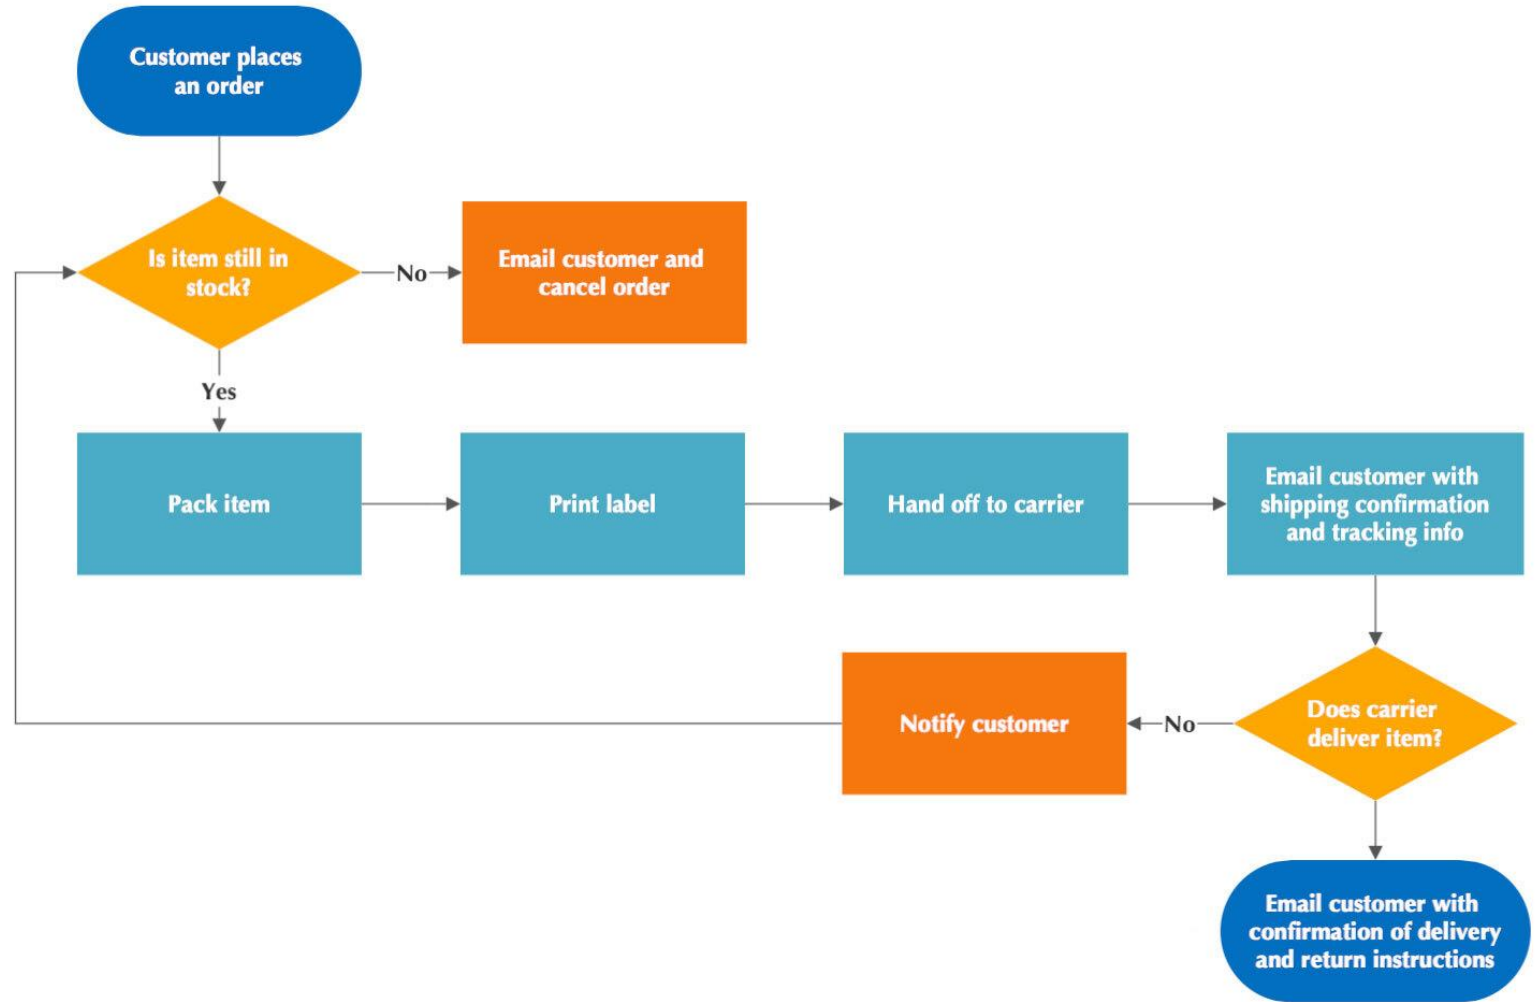 Customer places
an order
Is item still in
stock?
No
Email customer and
cancel order
Yes
Pack item
Print label
Hand off to carrier
Email customer with
shipping confirmation
and tracking info
Does carrier
deliver item?
No
Notify customer
Email customer with
confirmation of delivery
and return instructions